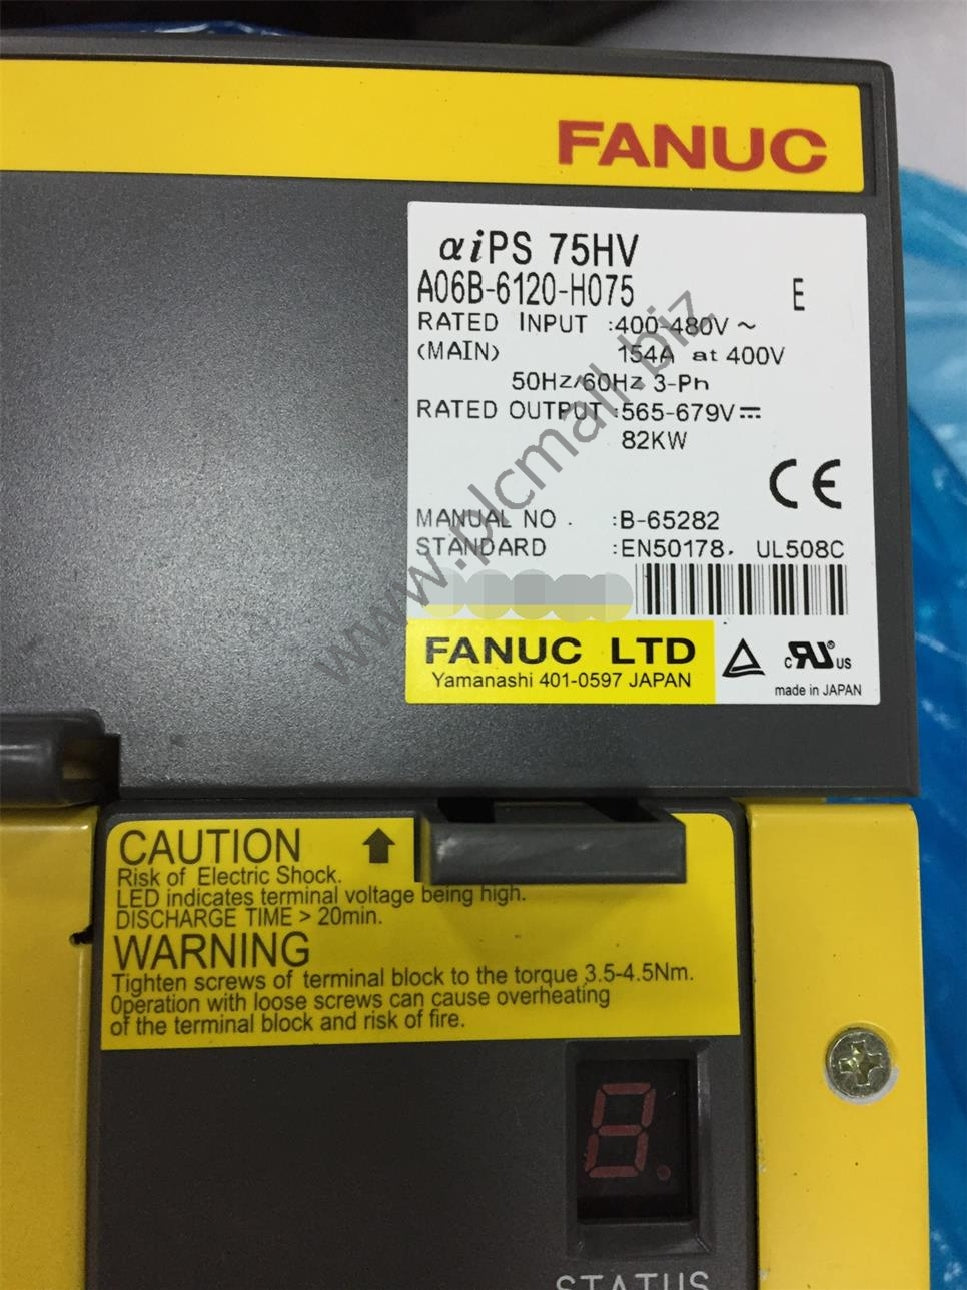 FANUC
αiPS 75HV
A06B-6120-H075 E
RATED INPUT :400-480V ~
(MAIN) 154A at 400V
50Hz/60Hz 3-Ph
RATED OUTPUT :565-679V ⎓
82KW
CE
MANUAL NO. :B-65282
STANDARD :EN50178, UL508C
FANUC LTD
Yamanashi 401-0597 JAPAN
c RU ® US
made in JAPAN
www.plcmall.biz
CAUTION
Risk of Electric Shock.
LED indicates terminal voltage being high.
DISCHARGE TIME > 20min.
WARNING
Tighten screws of terminal block to the torque 3.5-4.5Nm.
Operation with loose screws can cause overheating
of the terminal block and risk of fire.
8.
STATUS